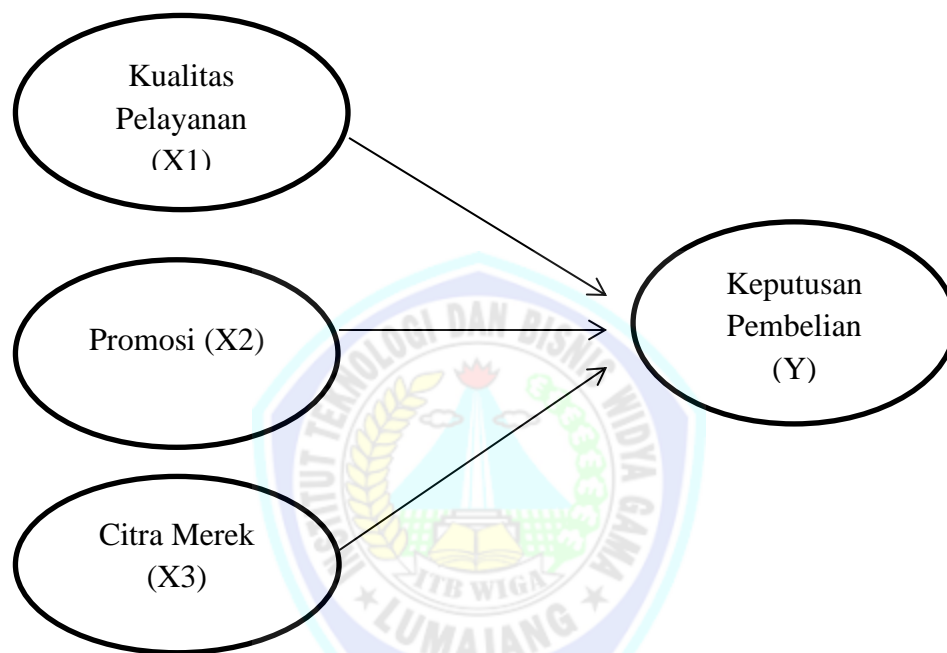 Kualitas
Pelayanan
(X1)
Promosi (X2)
Citra Merek
(X3)
Keputusan
Pembelian
(Y)
INSTITUT TEKNOLOGI DAN BISNIS WIDYA GAMA
ITB WIGA
LUMAJANG